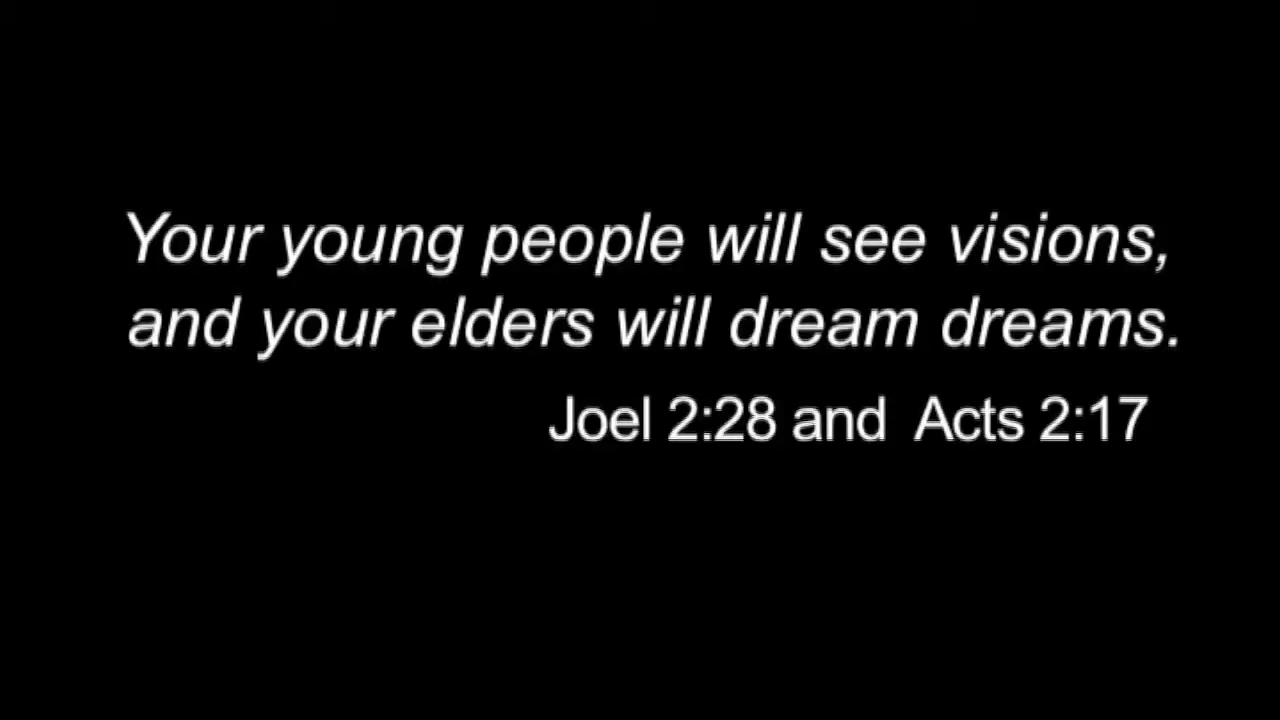 Your young people will see visions,
and your elders will dream dreams.
Joel 2:28 and Acts 2:17